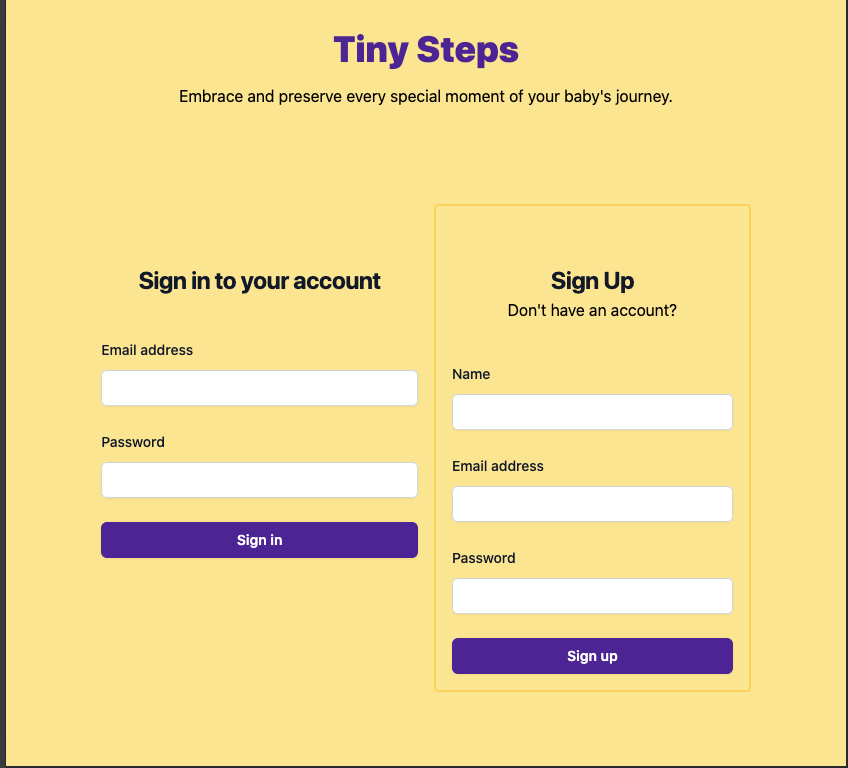 Tiny Steps
Embrace and preserve every special moment of your baby's journey.
Sign in to your account
Email address
Password
Sign in
Sign Up
Don't have an account?
Name
Email address
Password
Sign up